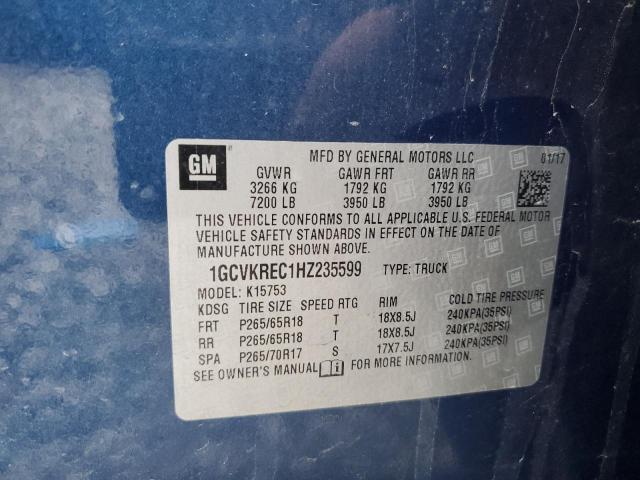 GM
MFD BY GENERAL MOTORS LLC 01/17
GVWR GAWR FRT GAWR RR
3266 KG 1792 KG 1792 KG
7200 LB 3950 LB 3950 LB
THIS VEHICLE CONFORMS TO ALL APPLICABLE U.S. FEDERAL MOTOR
VEHICLE SAFETY STANDARDS IN EFFECT ON THE DATE OF
MANUFACTURE SHOWN ABOVE.
1GCVKREC1HZ235599 TYPE: TRUCK
MODEL: K15753
KDSG TIRE SIZE SPEED RTG RIM COLD TIRE PRESSURE
FRT P265/65R18 T 18X8.5J 240KPA(35PSI)
RR P265/65R18 T 18X8.5J 240KPA(35PSI)
SPA P265/70R17 S 17X7.5J 240KPA(35PSI)
SEE OWNER'S MANUAL FOR MORE INFORMATION.